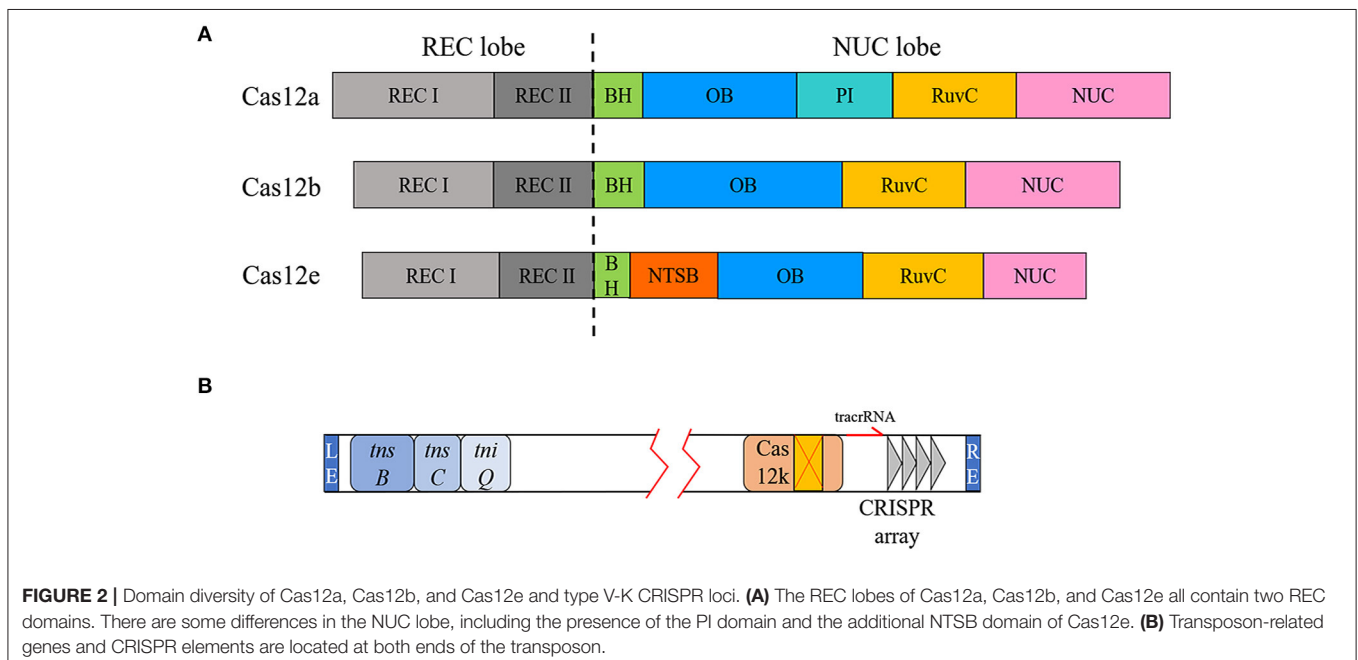 A
REC lobe NUC lobe
Cas12a REC I REC II BH OB PI RuvC NUC
Cas12b REC I REC II BH OB RuvC NUC
Cas12e REC I REC II B H NTSB OB RuvC NUC
B
tracrRNA
L E tns B tns C tni Q Cas 12k R E
CRISPR
array
FIGURE 2 | Domain diversity of Cas12a, Cas12b, and Cas12e and type V-K CRISPR loci. (A) The REC lobes of Cas12a, Cas12b, and Cas12e all contain two REC
domains. There are some differences in the NUC lobe, including the presence of the PI domain and the additional NTSB domain of Cas12e. (B) Transposon-related
genes and CRISPR elements are located at both ends of the transposon.